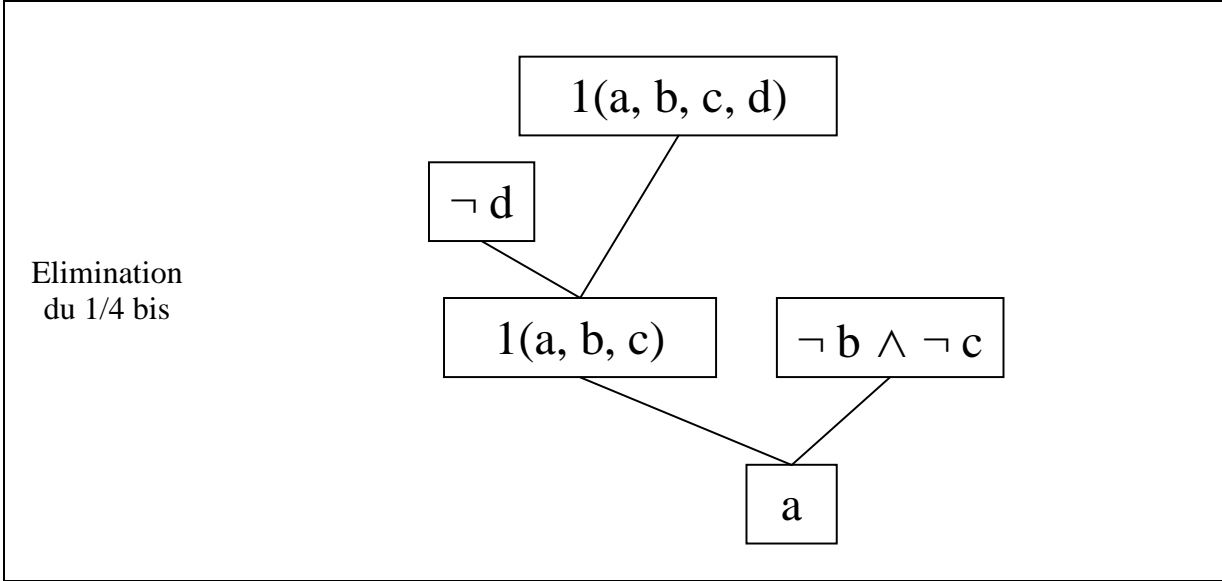 1(a, b, c, d)
¬ d
Elimination
du 1/4 bis
1(a, b, c)
¬ b ∧ ¬ c
a